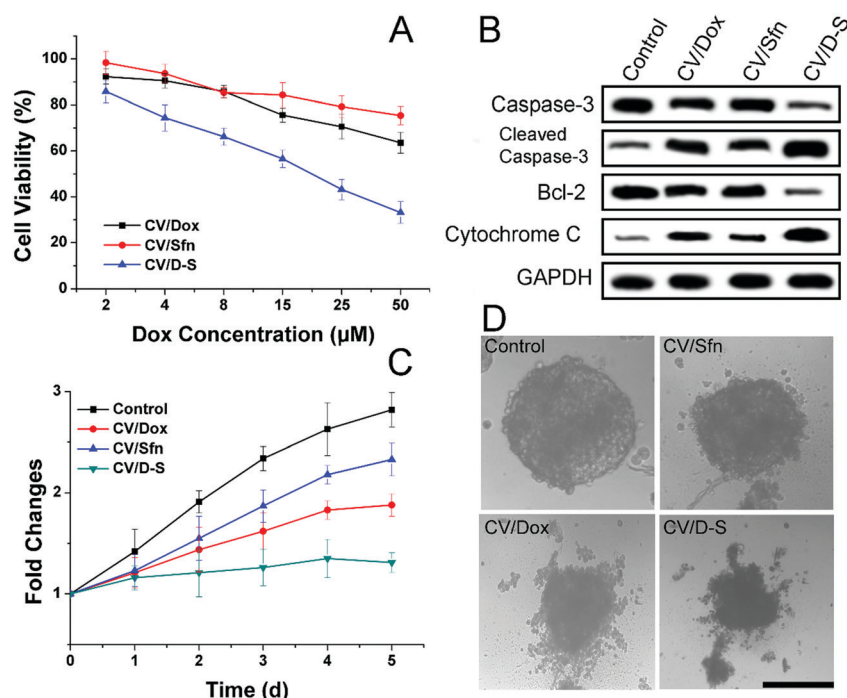 A
100
80
60
40
20
0
Cell Viability (%)
CV/Dox
CV/Sfn
CV/D-S
2 4 8 15 25 50
Dox Concentration (µM)
B
Control CV/Dox CV/Sfn CV/D-S
Caspase-3
Cleaved
Caspase-3
Bcl-2
Cytochrome C
GAPDH
C
3
2
1
Fold Changes
Control
CV/Dox
CV/Sfn
CV/D-S
0 1 2 3 4 5
Time (d)
D
Control CV/Sfn
CV/Dox CV/D-S